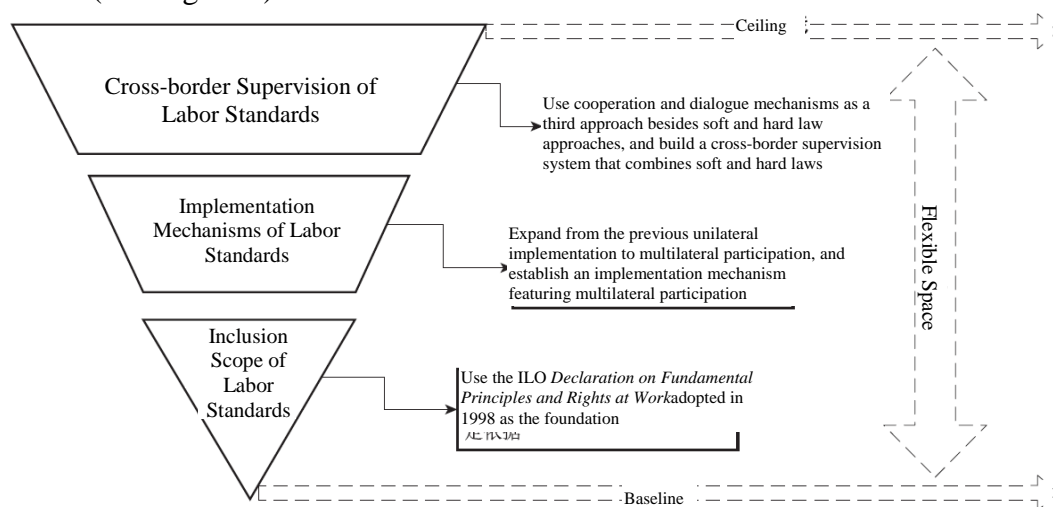 Ceiling
Cross-border Supervision of
Labor Standards
Use cooperation and dialogue mechanisms as a
third approach besides soft and hard law
approaches, and build a cross-border supervision
system that combines soft and hard laws
Implementation
Mechanisms of Labor
Standards
Expand from the previous unilateral
implementation to multilateral participation, and
establish an implementation mechanism
featuring multilateral participation
Flexible Space
Inclusion
Scope of
Labor
Standards
Use the ILO Declaration on Fundamental
Principles and Rights at Workadopted in
1998 as the foundation
Baseline